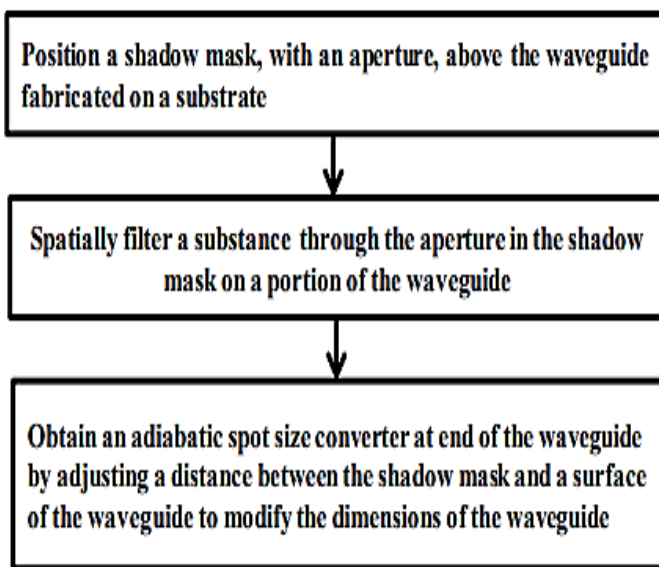 Position a shadow mask, with an aperture, above the waveguide
fabricated on a substrate
Spatially filter a substance through the aperture in the shadow
mask on a portion of the waveguide
Obtain an adiabatic spot size converter at end of the waveguide
by adjusting a distance between the shadow mask and a surface
of the waveguide to modify the dimensions of the waveguide